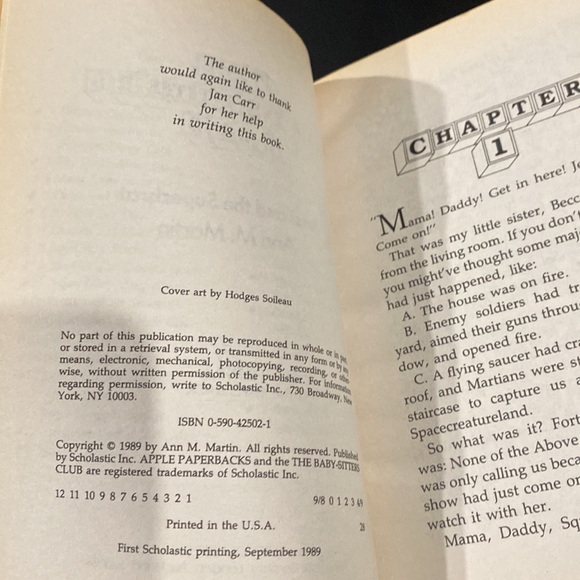 The author
would again like to thank
Jan Carr
for her help
in writing this book.
Cover art by Hodges Soileau
No part of this publication may be reproduced in whole or in part,
or stored in a retrieval system, or transmitted in any form or by any
means, electronic, mechanical, photocopying, recording, or other-
wise, without written permission of the publisher. For information
regarding permission, write to Scholastic Inc., 730 Broadway, New
York, NY 10003.
ISBN 0-590-42502-1
Copyright © 1989 by Ann M. Martin. All rights reserved. Published
by Scholastic Inc. APPLE PAPERBACKS and the THE BABY-SITTERS
CLUB are registered trademarks of Scholastic Inc.
12 11 10 9 8 7 6 5 4 3 2 1
9/8 0 1 2 3 4/9
Printed in the U.S.A.
28
First Scholastic printing, September 1989
CHAPTER
1
"Mama! Daddy! Get in here! Je
Come on!"
That was my little sister, Becc
from the living room. If you don't
you might've thought some maj
had just happened, like:
A. The house was on fire.
B. Enemy soldiers had tr
yard, aimed their guns throu
dow, and opened fire.
C. A flying saucer had cra
roof, and Martians were st
staircase to capture us a
Spacecreatureland.
So what was it? Fort
was: None of the Above
was only calling us beca
show had just come on
watch it with her.
Mama, Daddy, Squ